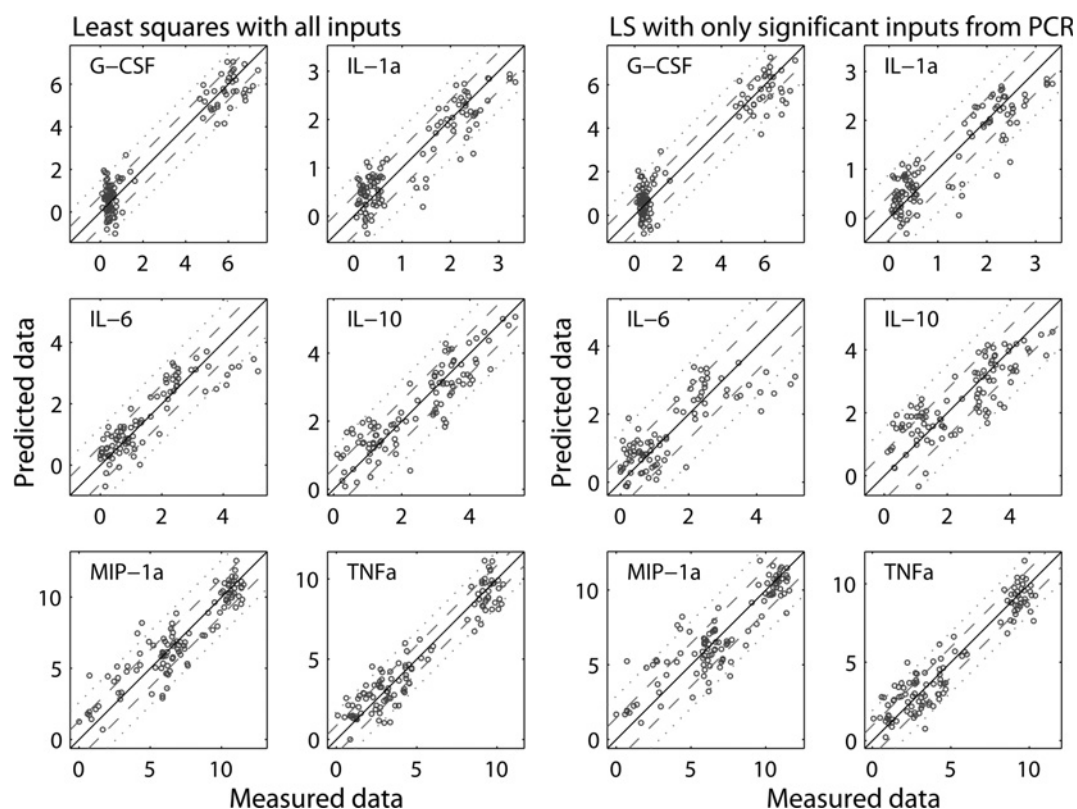 Least squares with all inputs
LS with only significant inputs from PCR
G−CSF
IL−1a
G−CSF
IL−1a
6
4
2
0
3
2
1
0
6
4
2
0
3
2
1
0
0 2 4 6
0 1 2 3
0 2 4 6
0 1 2 3
Predicted data
IL−6
IL−10
Predicted data
IL−6
IL−10
4
2
0
4
2
0
4
2
0
4
2
0
0 2 4
0 2 4
0 2 4
0 2 4
MIP−1a
TNFa
MIP−1a
TNFa
10
5
0
10
5
0
10
5
0
10
5
0
0 5 10
0 5 10
0 5 10
0 5 10
Measured data
Measured data